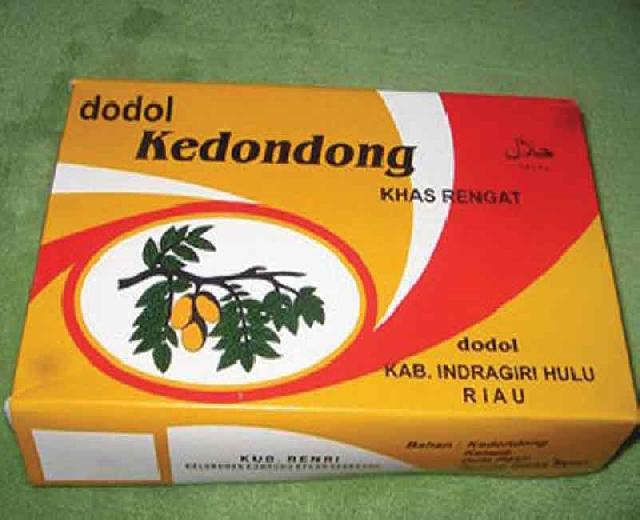 dodol
Kedondong
حلال
KHAS RENGAT
dodol
KAB. INDRAGIRI HULU
RIAU
KUB. RENRI
Bahan : Kedondong